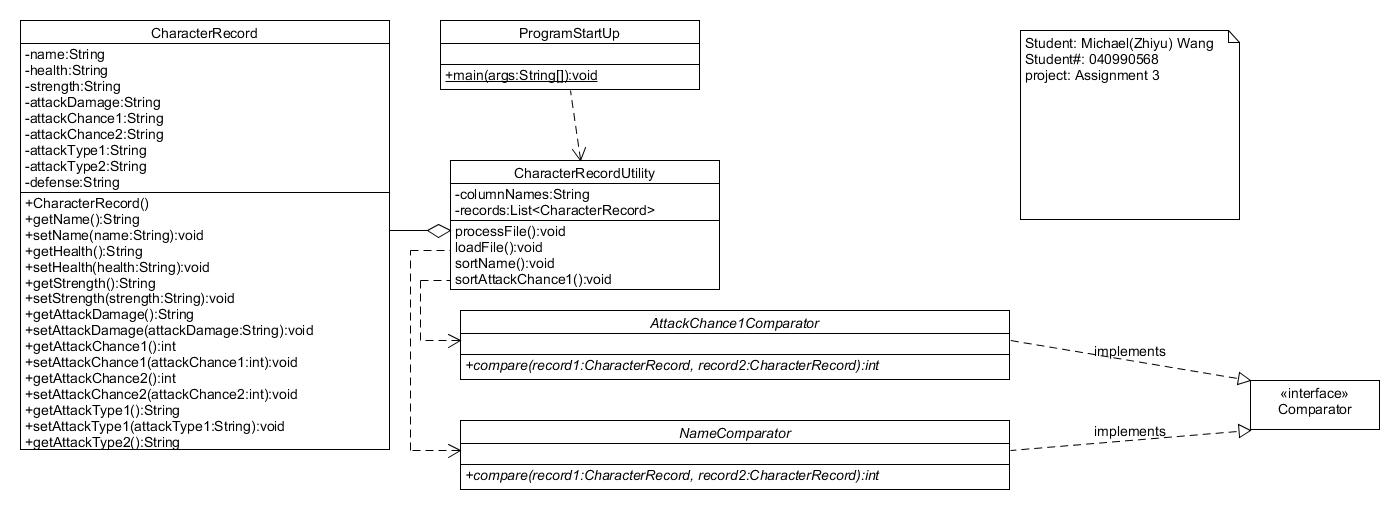 CharacterRecord
-name:String
-health:String
-strength:String
-attackDamage:String
-attackChance1:String
-attackChance2:String
-attackType1:String
-attackType2:String
-defense:String
+CharacterRecord()
+getName():String
+setName(name:String):void
+getHealth():String
+setHealth(health:String):void
+getStrength():String
+setStrength(strength:String):void
+getAttackDamage():String
+setAttackDamage(attackDamage:String):void
+getAttackChance1():int
+setAttackChance1(attackChance1:int):void
+getAttackChance2():int
+setAttackChance2(attackChance2:int):void
+getAttackType1():String
+setAttackType1(attackType1:String):void
+getAttackType2():String
ProgramStartUp
+main(args:String[]):void
CharacterRecordUtility
-columnNames:String
-records:List<CharacterRecord>
processFile():void
loadFile():void
sortName():void
sortAttackChance1():void
AttackChance1Comparator
+compare(record1:CharacterRecord, record2:CharacterRecord):int
NameComparator
+compare(record1:CharacterRecord, record2:CharacterRecord):int
implements
implements
«interface»
Comparator
Student: Michael(Zhiyu) Wang
Student#: 040990568
project: Assignment 3